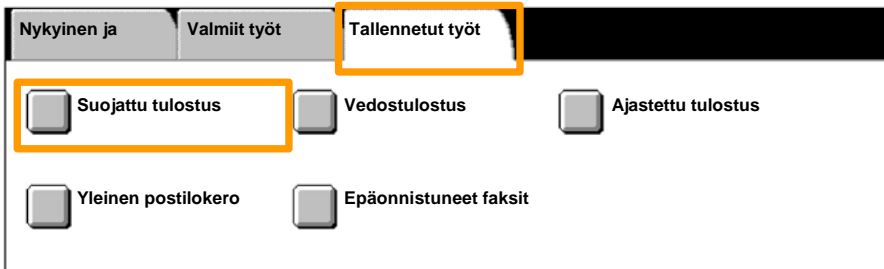 Nykyinen ja Valmiit työt Tallennetut työt
Suojattu tulostus Vedostulostus Ajastettu tulostus
Yleinen postilokero Epäonnistuneet faksit